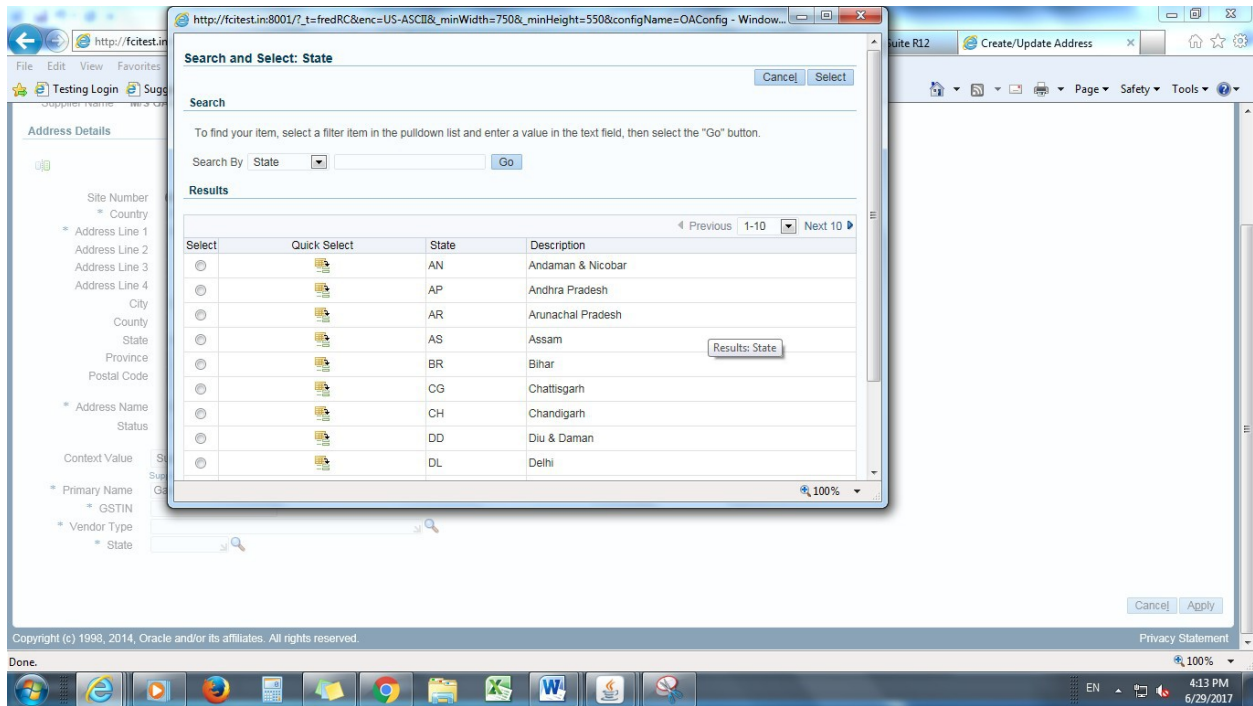 http://fcitest.in:8001/?_t=fredRC&enc=US-ASCII&_minWidth=750&_minHeight=550&configName=OAConfig - Window...
http://fcitest.in
Suite R12
Create/Update Address
File Edit View Favorites
Testing Login
Sugg
Page Safety Tools
Search and Select: State
Cancel Select
Search
To find your item, select a filter item in the pulldown list and enter a value in the text field, then select the "Go" button.
Search By State Go
Results
Previous 1-10 Next 10
Select Quick Select State Description
AN Andaman & Nicobar
AP Andhra Pradesh
AR Arunachal Pradesh
AS Assam
Results: State
BR Bihar
CG Chattisgarh
CH Chandigarh
DD Diu & Daman
DL Delhi
100%
Supplier Name
Address Details
Site Number
* Country
* Address Line 1
Address Line 2
Address Line 3
Address Line 4
City
County
State
Province
Postal Code
* Address Name
Status
Context Value
* Primary Name
* GSTIN
* Vendor Type
* State
Cancel Apply
Copyright (c) 1998, 2014, Oracle and/or its affiliates. All rights reserved.
Privacy Statement
Done.
100%
EN
4:13 PM
6/29/2017